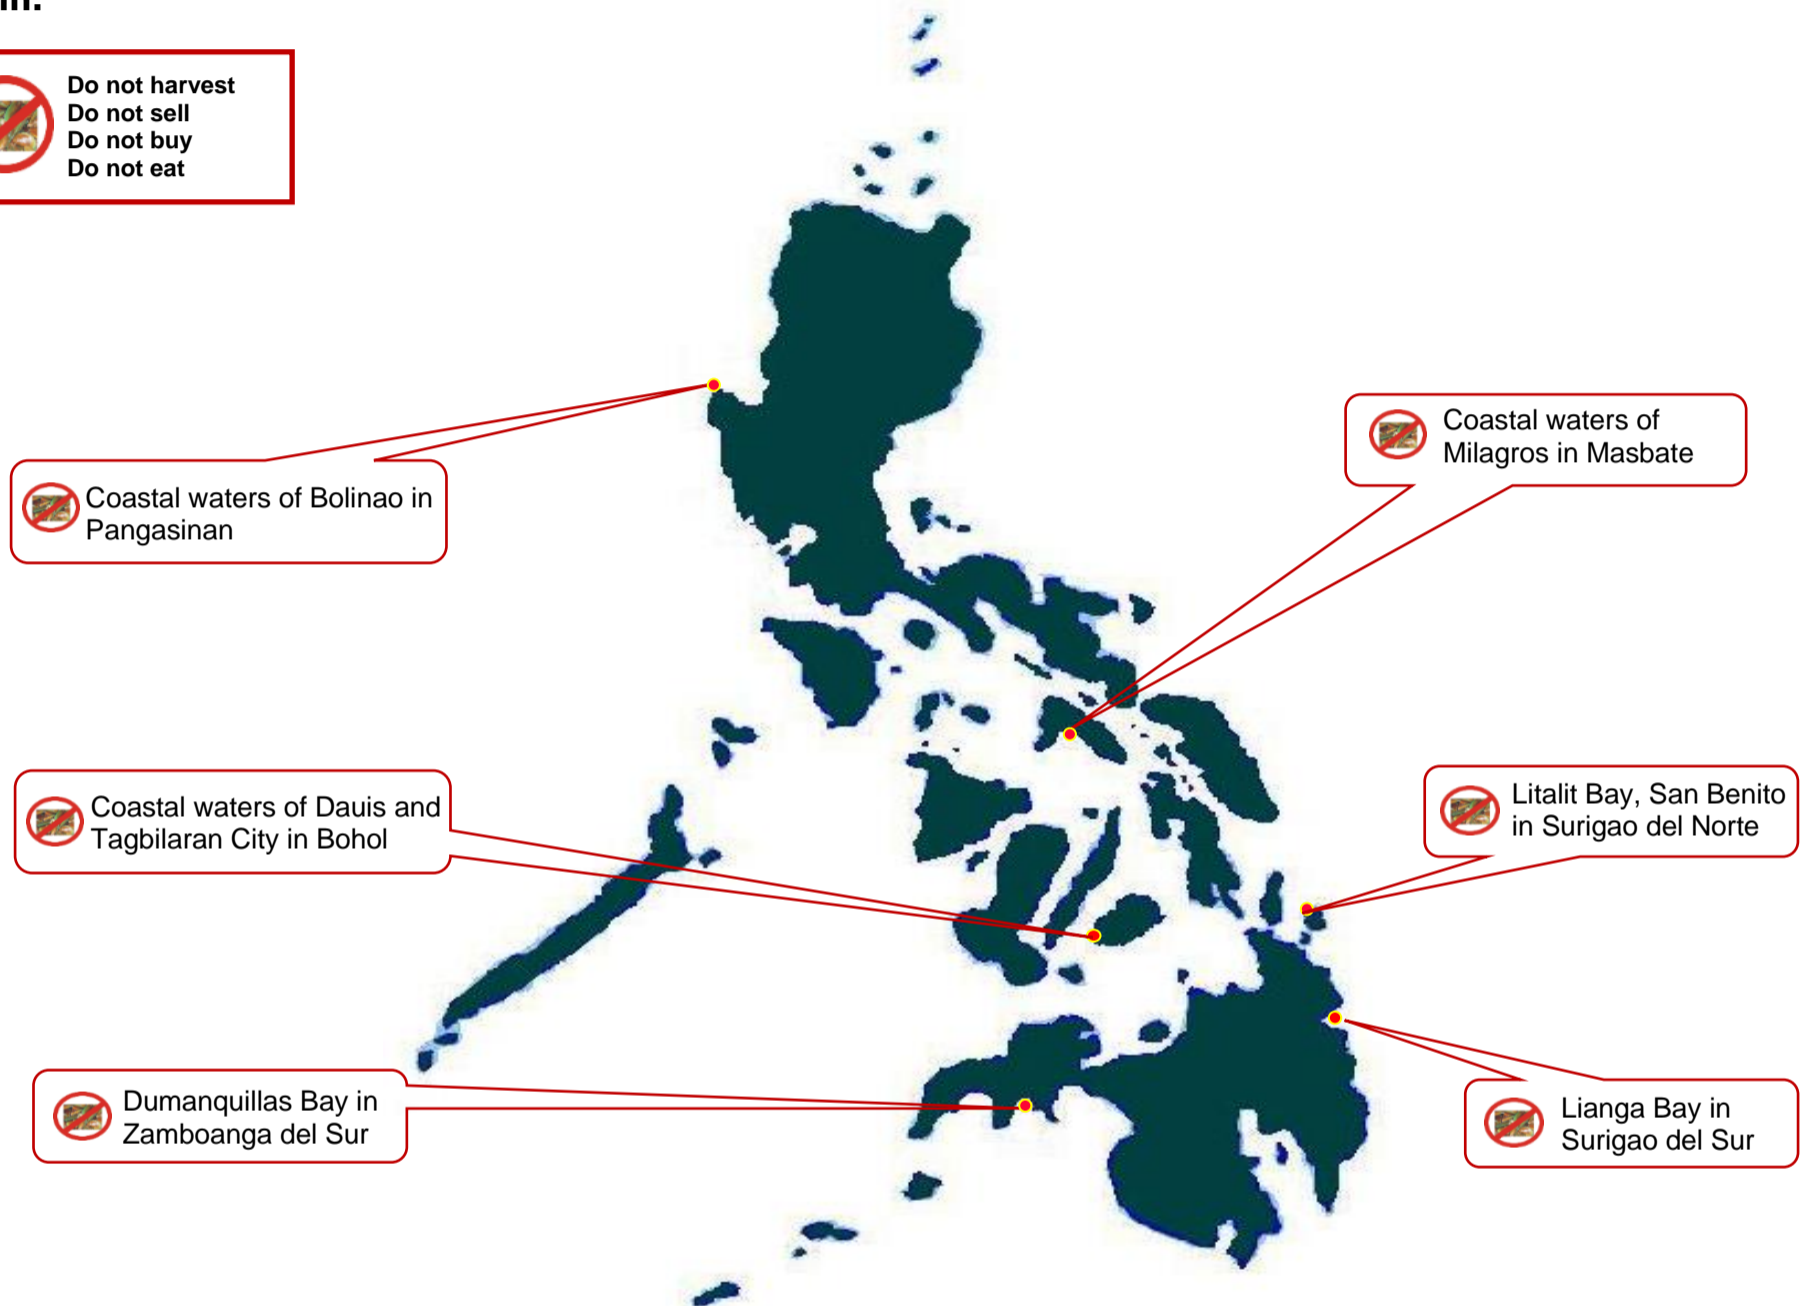 Do not harvest
Do not sell
Do not buy
Do not eat
Coastal waters of
Milagros in Masbate
Coastal waters of Bolinao in
Pangasinan
Coastal waters of Dauis and
Tagbilaran City in Bohol
Litalit Bay, San Benito
in Surigao del Norte
Dumanquillas Bay in
Zamboanga del Sur
Lianga Bay in
Surigao del Sur